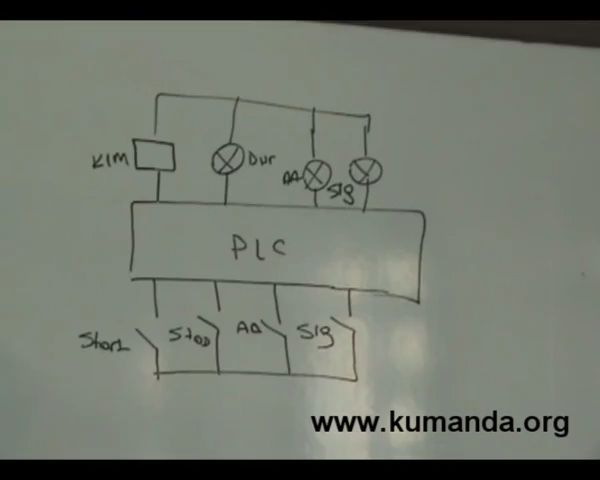 K1M
Dur
AA
Sig
PLC
Start
Stop
AA
Sig
www.kumanda.org